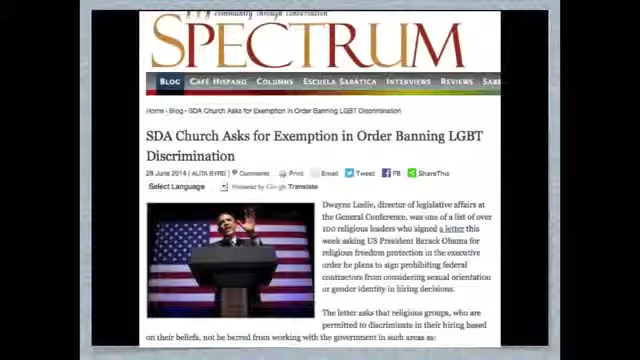 community through conversation
SPECTRUM
BLOG CAFÉ HISPANO COLUMNS ESCUELA SABÁTICA INTERVIEWS REVIEWS SABB
Home › Blog › SDA Church Asks for Exemption in Order Banning LGBT Discrimination
SDA Church Asks for Exemption in Order Banning LGBT
Discrimination
28 June 2014 | ALITA BYRD | Comments Print Email Tweet FB ShareThis
Select Language Powered by Google Translate
Dwayne Leslie, director of legislative affairs at
the General Conference, was one of a list of over
100 religious leaders who signed a letter this
week asking US President Barack Obama for
religious freedom protection in the executive
order he plans to sign prohibiting federal
contractors from considering sexual orientation
or gender identity in hiring decisions.
The letter asks that religious groups, who are
permitted to discriminate in their hiring based
on their beliefs, not be barred from working with the government in such areas as: